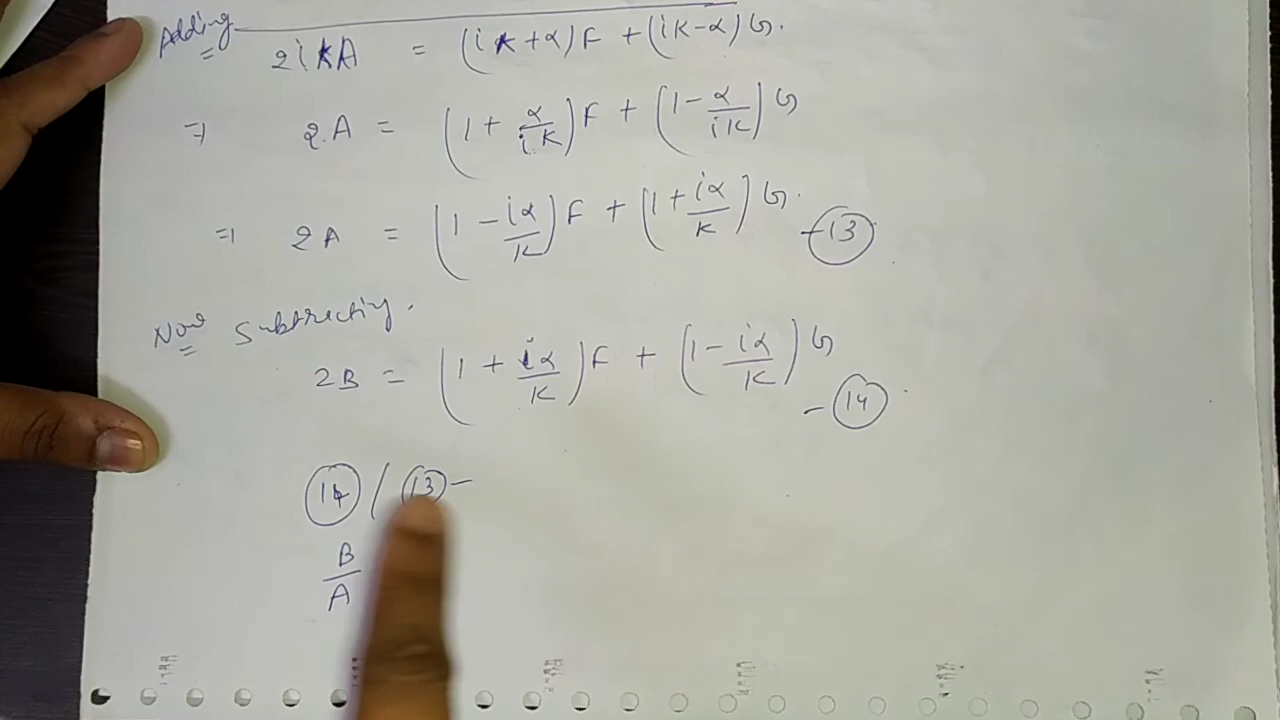 Adding
2ikA = (ik+α)F + (ik-α)G.
⇒ 2A = (1 + α/ik)F + (1 - α/ik)G
⇒ 2A = (1 - iα/k)F + (1 + iα/k)G. - 13
Now Subtracting.
2B = (1 + iα/k)F + (1 - iα/k)G - 14
14 / 13 -
B/A